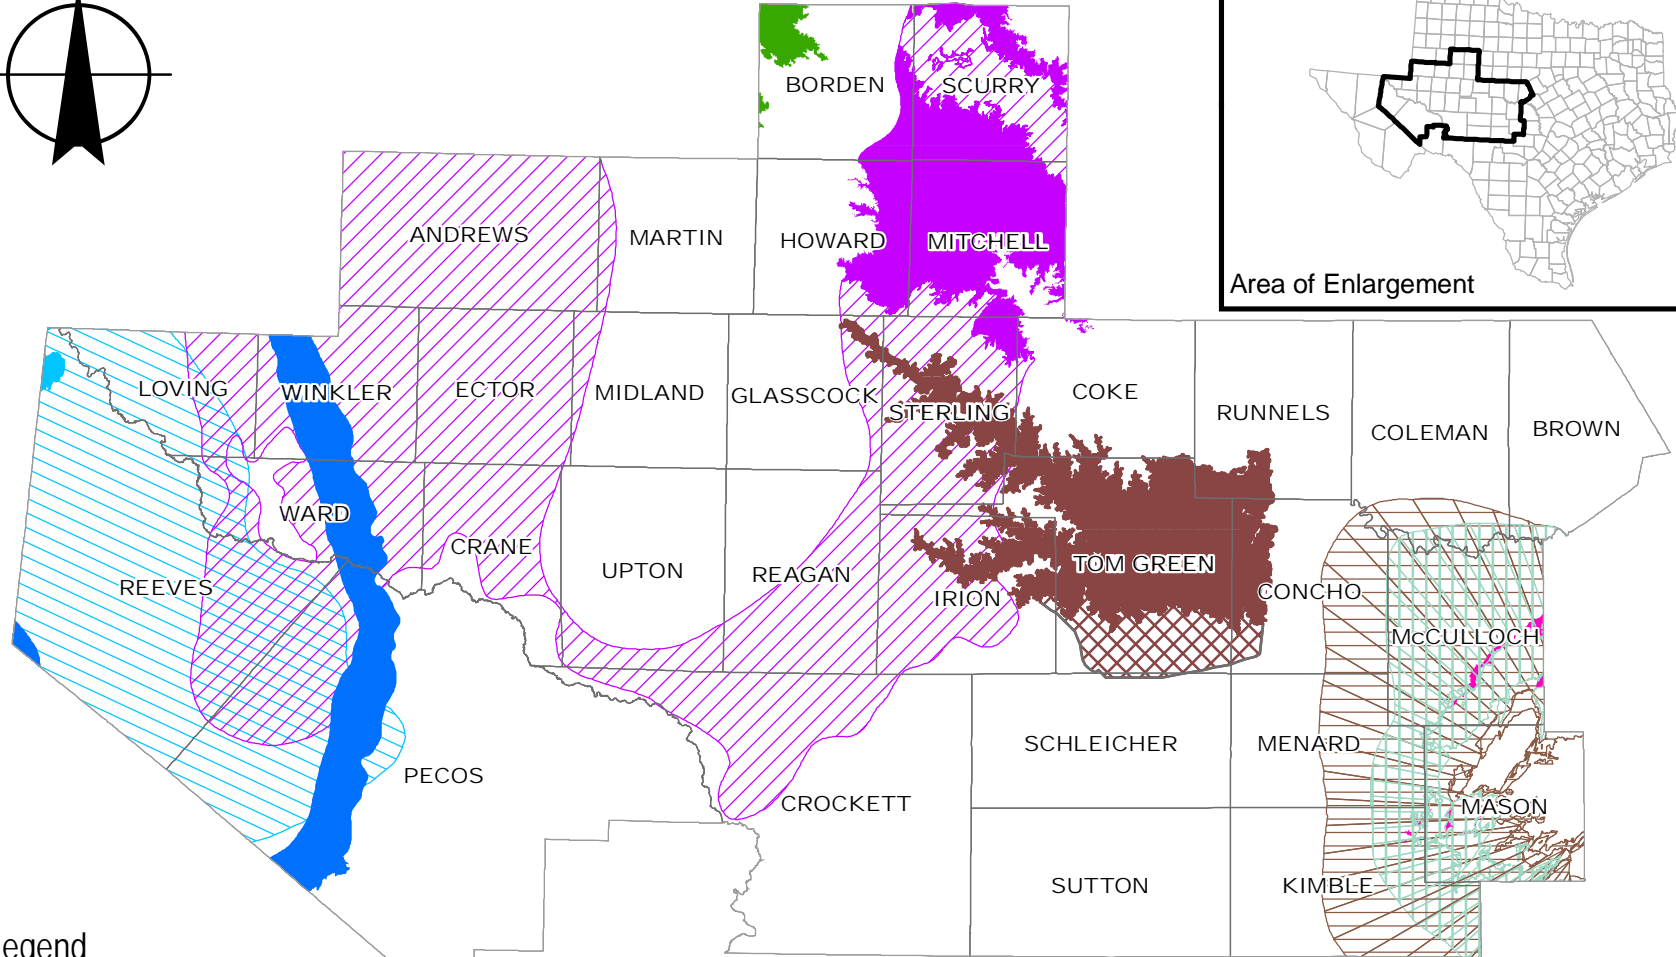 BORDEN
SCURRY
Area of Enlargement
ANDREWS
MARTIN
HOWARD
MITCHELL
LOVING
WINKLER
ECTOR
MIDLAND
GLASSCOCK
STERLING
COKE
RUNNELS
COLEMAN
BROWN
WARD
CRANE
UPTON
REAGAN
IRION
TOM GREEN
CONCHO
McCULLOCH
REEVES
PECOS
CROCKETT
SCHLEICHER
MENARD
MASON
SUTTON
KIMBLE
egend